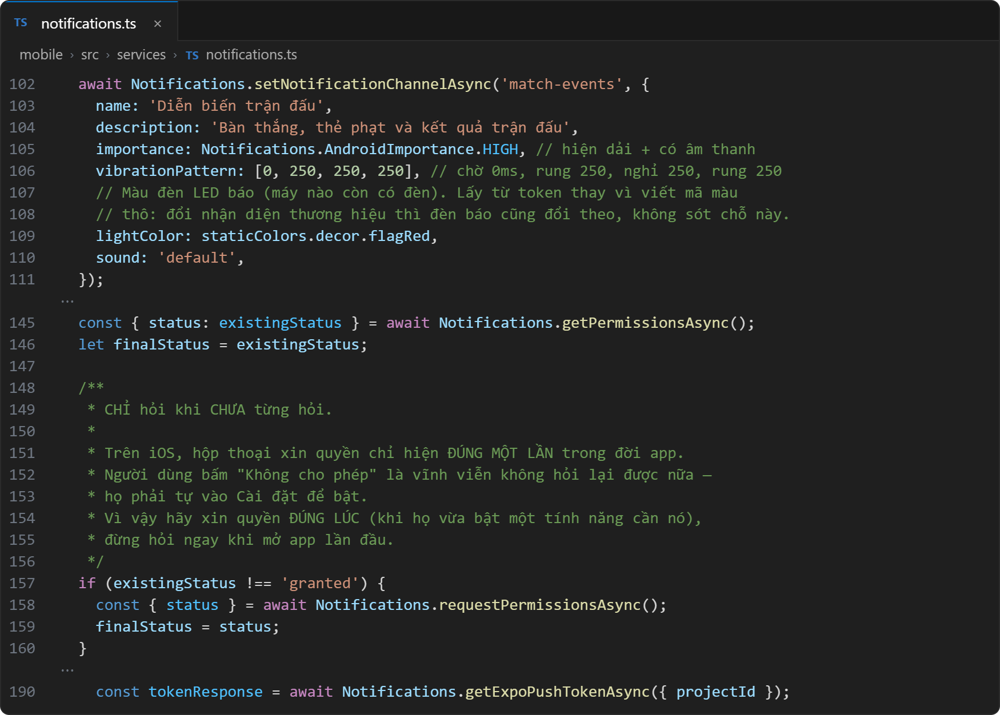 TS notifications.ts ×
mobile › src › services › TS notifications.ts
102 await Notifications.setNotificationChannelAsync('match-events', {
103 name: 'Diễn biến trận đấu',
104 description: 'Bàn thắng, thẻ phạt và kết quả trận đấu',
105 importance: Notifications.AndroidImportance.HIGH, // hiện dải + có âm thanh
106 vibrationPattern: [0, 250, 250, 250], // chờ 0ms, rung 250, nghỉ 250, rung 250
107 // Màu đèn LED báo (máy nào còn có đèn). Lấy từ token thay vì viết mã màu
108 // thô: đổi nhận diện thương hiệu thì đèn báo cũng đổi theo, không sót chỗ này.
109 lightColor: staticColors.decor.flagRed,
110 sound: 'default',
111 });
...
145 const { status: existingStatus } = await Notifications.getPermissionsAsync();
146 let finalStatus = existingStatus;
147
148 /**
149 * CHỈ hỏi khi CHƯA từng hỏi.
150 *
151 * Trên iOS, hộp thoại xin quyền chỉ hiện ĐÚNG MỘT LẦN trong đời app.
152 * Người dùng bấm "Không cho phép" là vĩnh viễn không hỏi lại được nữa —
153 * họ phải tự vào Cài đặt để bật.
154 * Vì vậy hãy xin quyền ĐÚNG LÚC (khi họ vừa bật một tính năng cần nó),
155 * đừng hỏi ngay khi mở app lần đầu.
156 */
157 if (existingStatus !== 'granted') {
158 const { status } = await Notifications.requestPermissionsAsync();
159 finalStatus = status;
160 }
...
190 const tokenResponse = await Notifications.getExpoPushTokenAsync({ projectId });